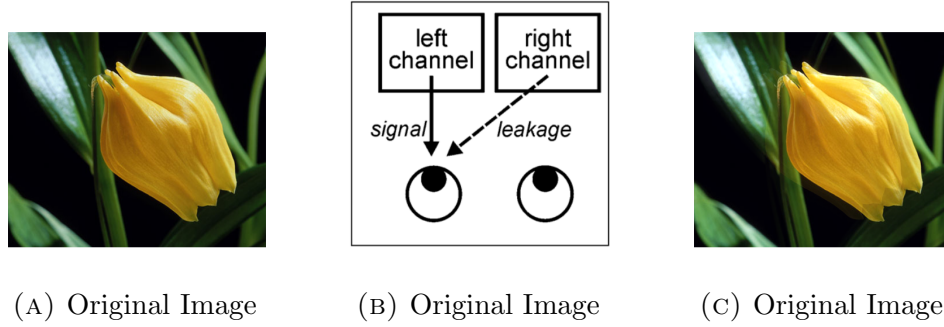 left
channel
right
channel
signal
leakage
(A) Original Image
(B) Original Image
(C) Original Image